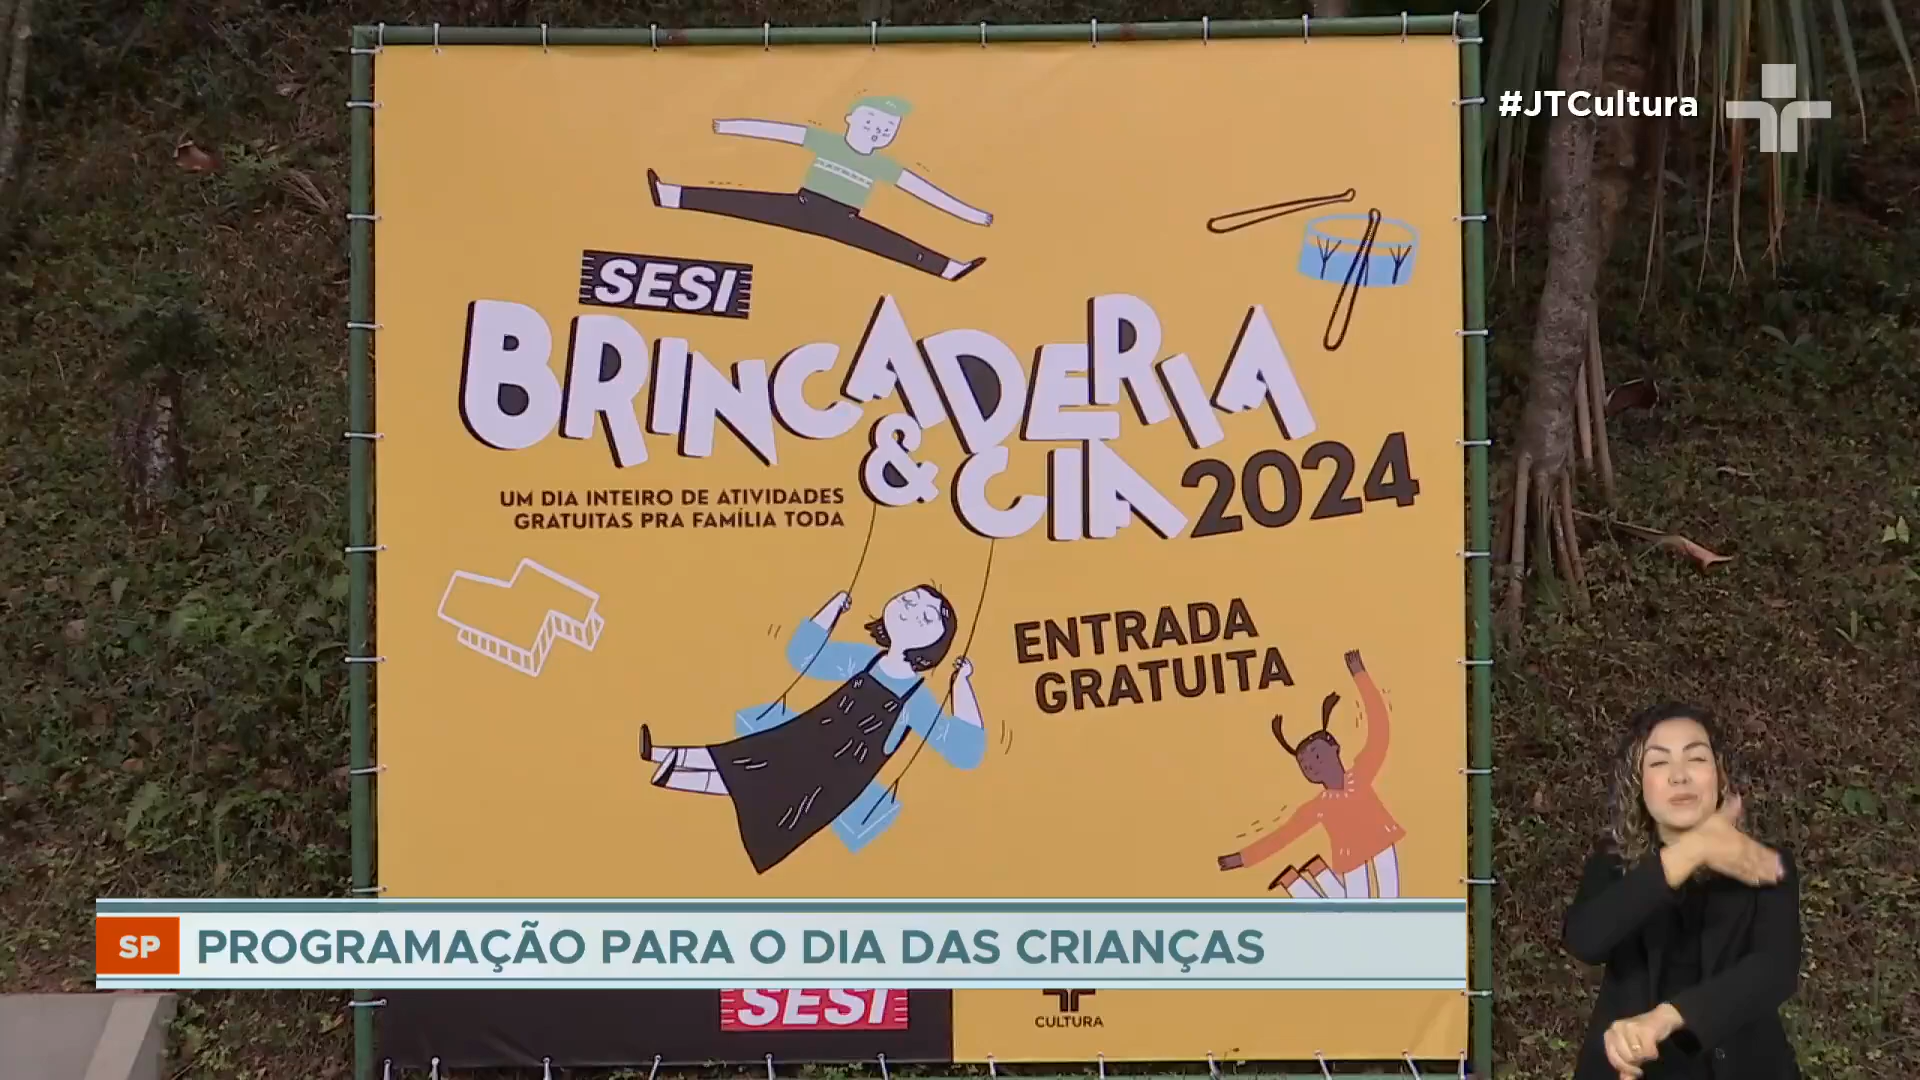 #JTCultura
SESI
BRINCADERIA
& CIA 2024
UM DIA INTEIRO DE ATIVIDADES
GRATUITAS PRA FAMÍLIA TODA
ENTRADA
GRATUITA
SP PROGRAMAÇÃO PARA O DIA DAS CRIANÇAS
SESI
CULTURA